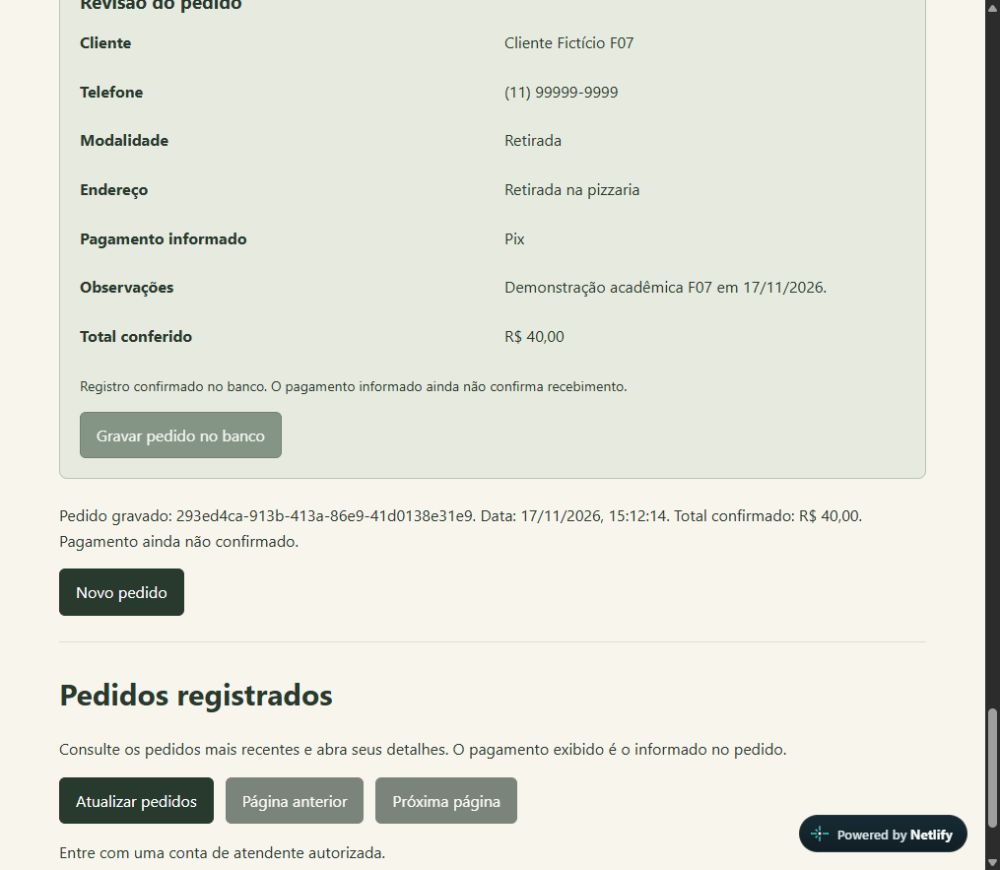 Revisão do pedido
Cliente Cliente Fictício F07
Telefone (11) 99999-9999
Modalidade Retirada
Endereço Retirada na pizzaria
Pagamento informado Pix
Observações Demonstração acadêmica F07 em 17/11/2026.
Total conferido R$ 40,00
Registro confirmado no banco. O pagamento informado ainda não confirma recebimento.
Gravar pedido no banco
Pedido gravado: 293ed4ca-913b-413a-86e9-41d0138e31e9. Data: 17/11/2026, 15:12:14. Total confirmado: R$ 40,00.
Pagamento ainda não confirmado.
Novo pedido
Pedidos registrados
Consulte os pedidos mais recentes e abra seus detalhes. O pagamento exibido é o informado no pedido.
Atualizar pedidos Página anterior Próxima página
Powered by Netlify
Entre com uma conta de atendente autorizada.